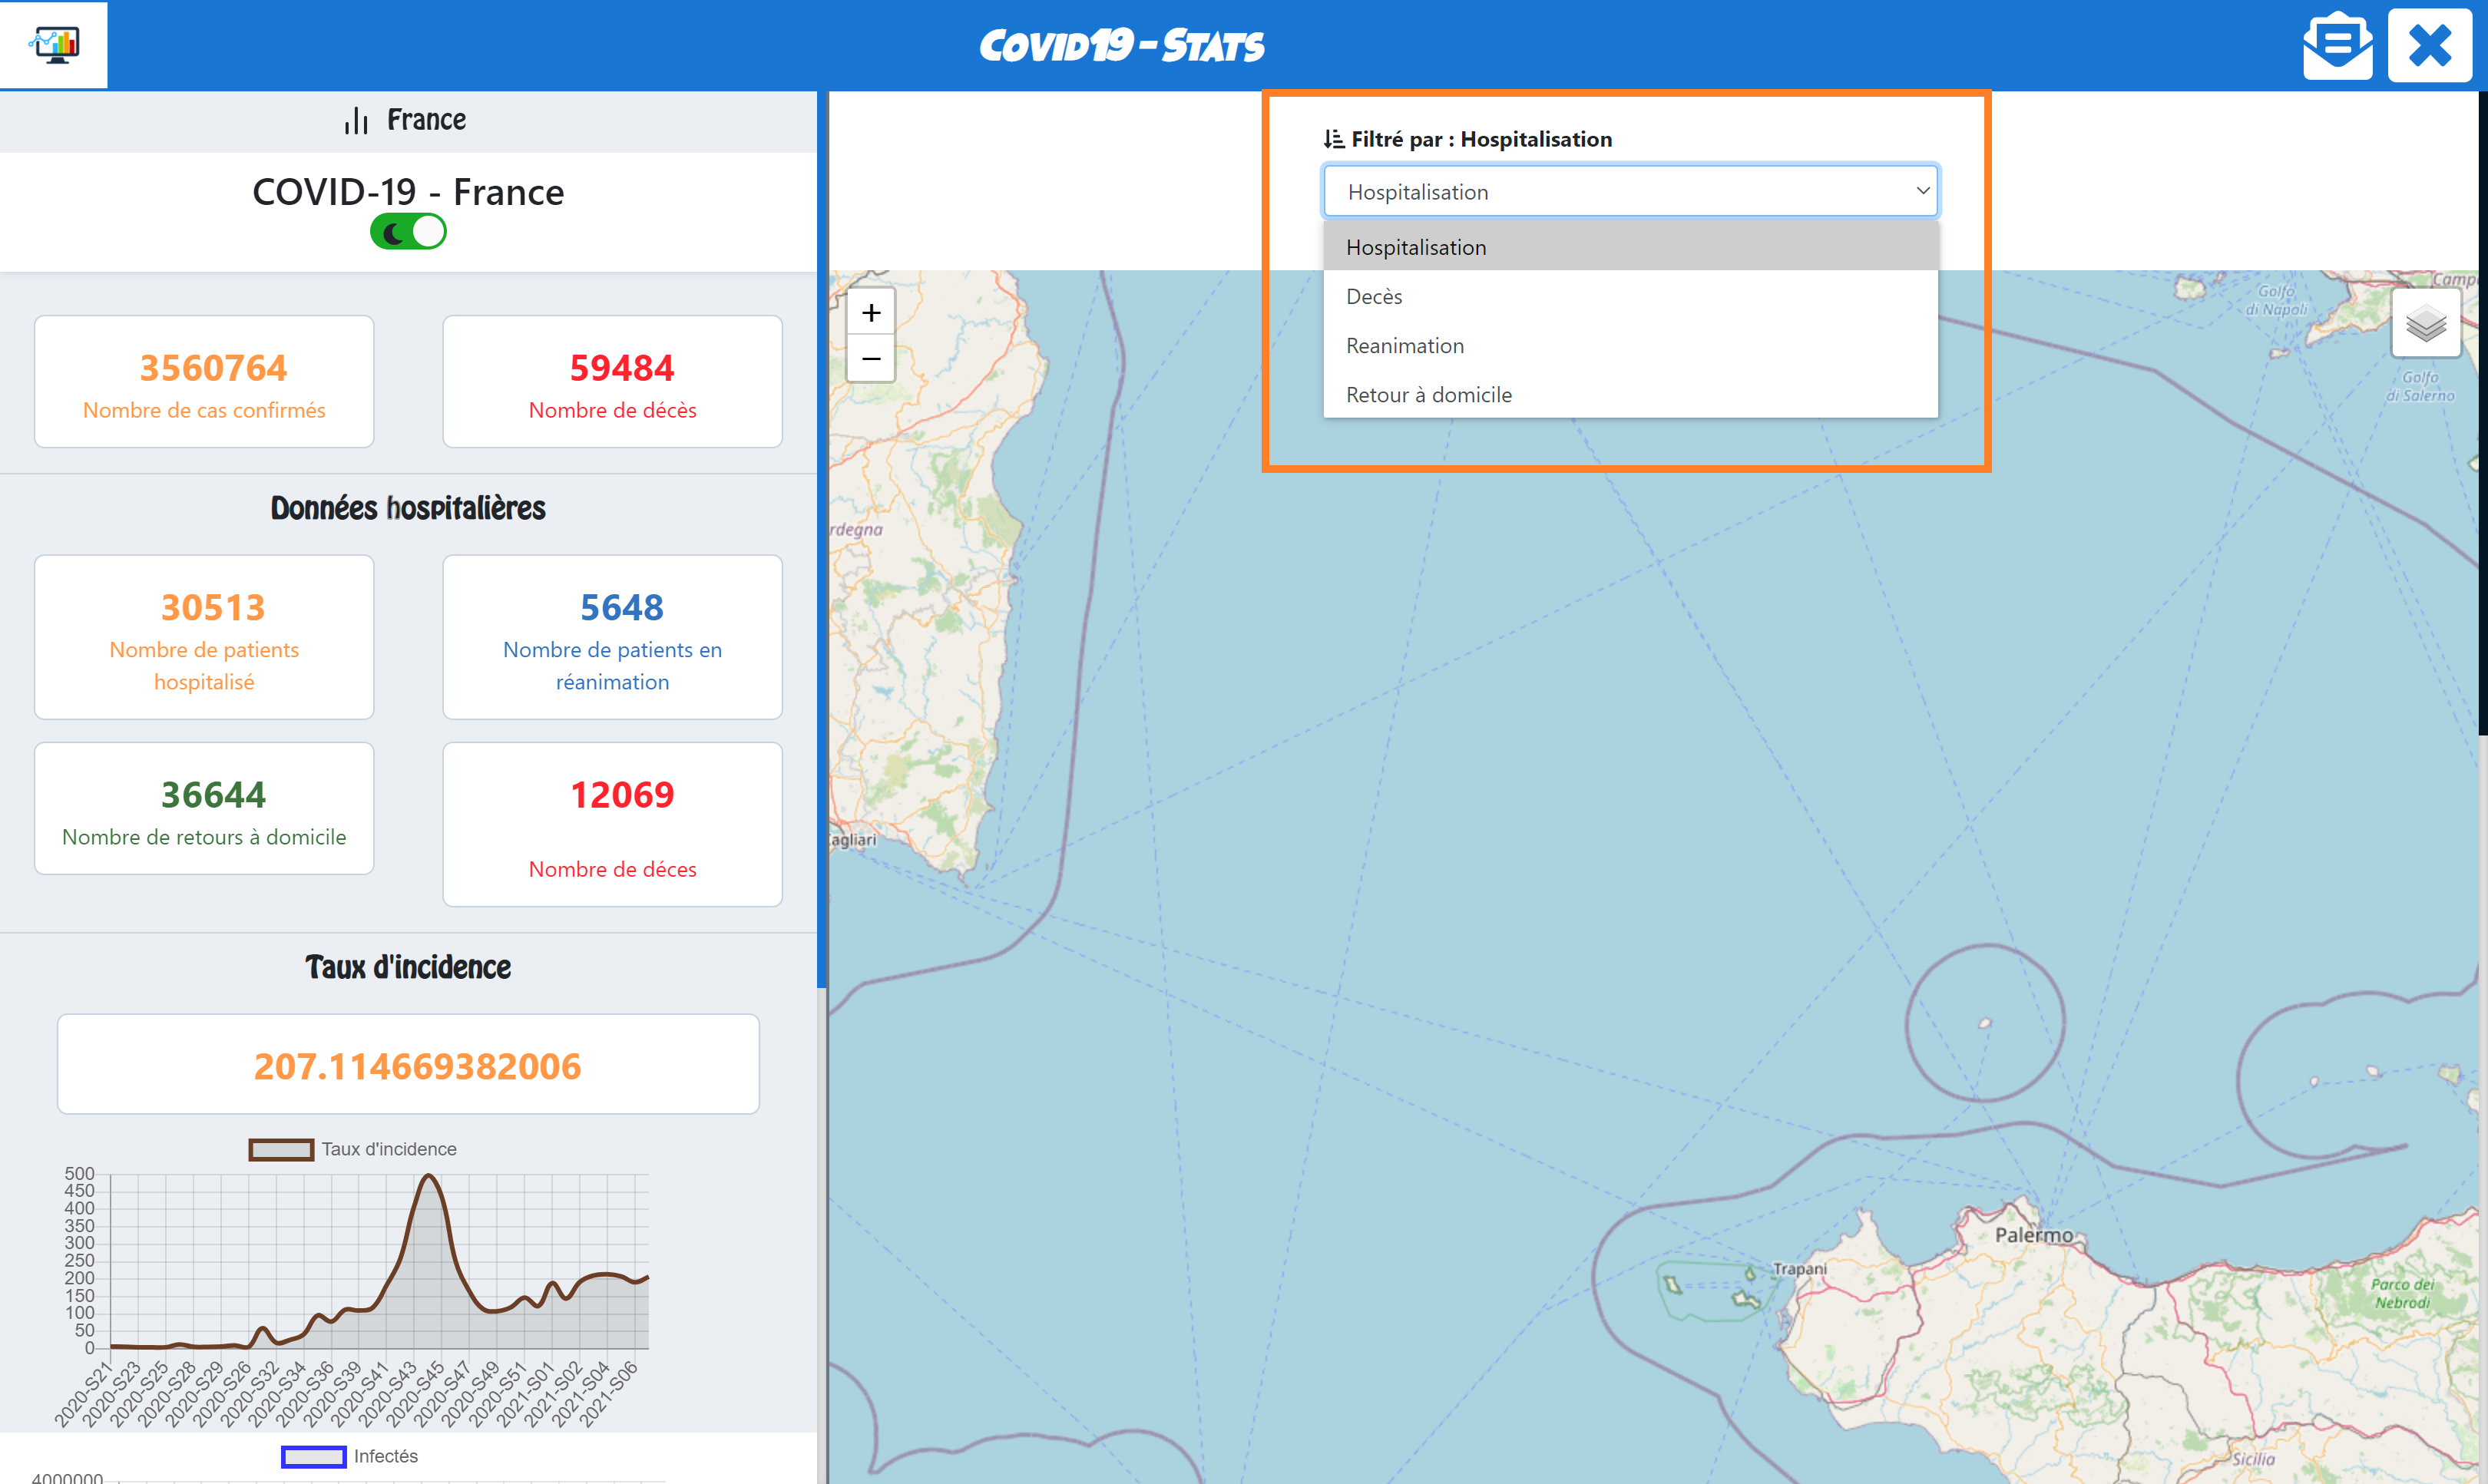 Covid19 - Stats
France
COVID-19 - France
3560764
Nombre de cas confirmés
59484
Nombre de décès
Données hospitalières
30513
Nombre de patients
hospitalisé
5648
Nombre de patients en
réanimation
36644
Nombre de retours à domicile
12069
Nombre de déces
Taux d'incidence
207.114669382006
Taux d'incidence
500
450
400
350
300
250
200
150
100
50
0
2020-S21
2020-S23
2020-S25
2020-S28
2020-S29
2020-S26
2020-S32
2020-S34
2020-S36
2020-S39
2020-S41
2020-S43
2020-S45
2020-S47
2020-S49
2020-S51
2021-S01
2021-S02
2021-S04
2021-S06
Infectés
4000000
Filtré par : Hospitalisation
Hospitalisation
Hospitalisation
Decès
Reanimation
Retour à domicile
+
−
Golfo
di Napoli
Camp
Golfo
di Salerno
rdegna
agliari
Palermo
Trapani
Parco dei
Nebrodi
Sicilia